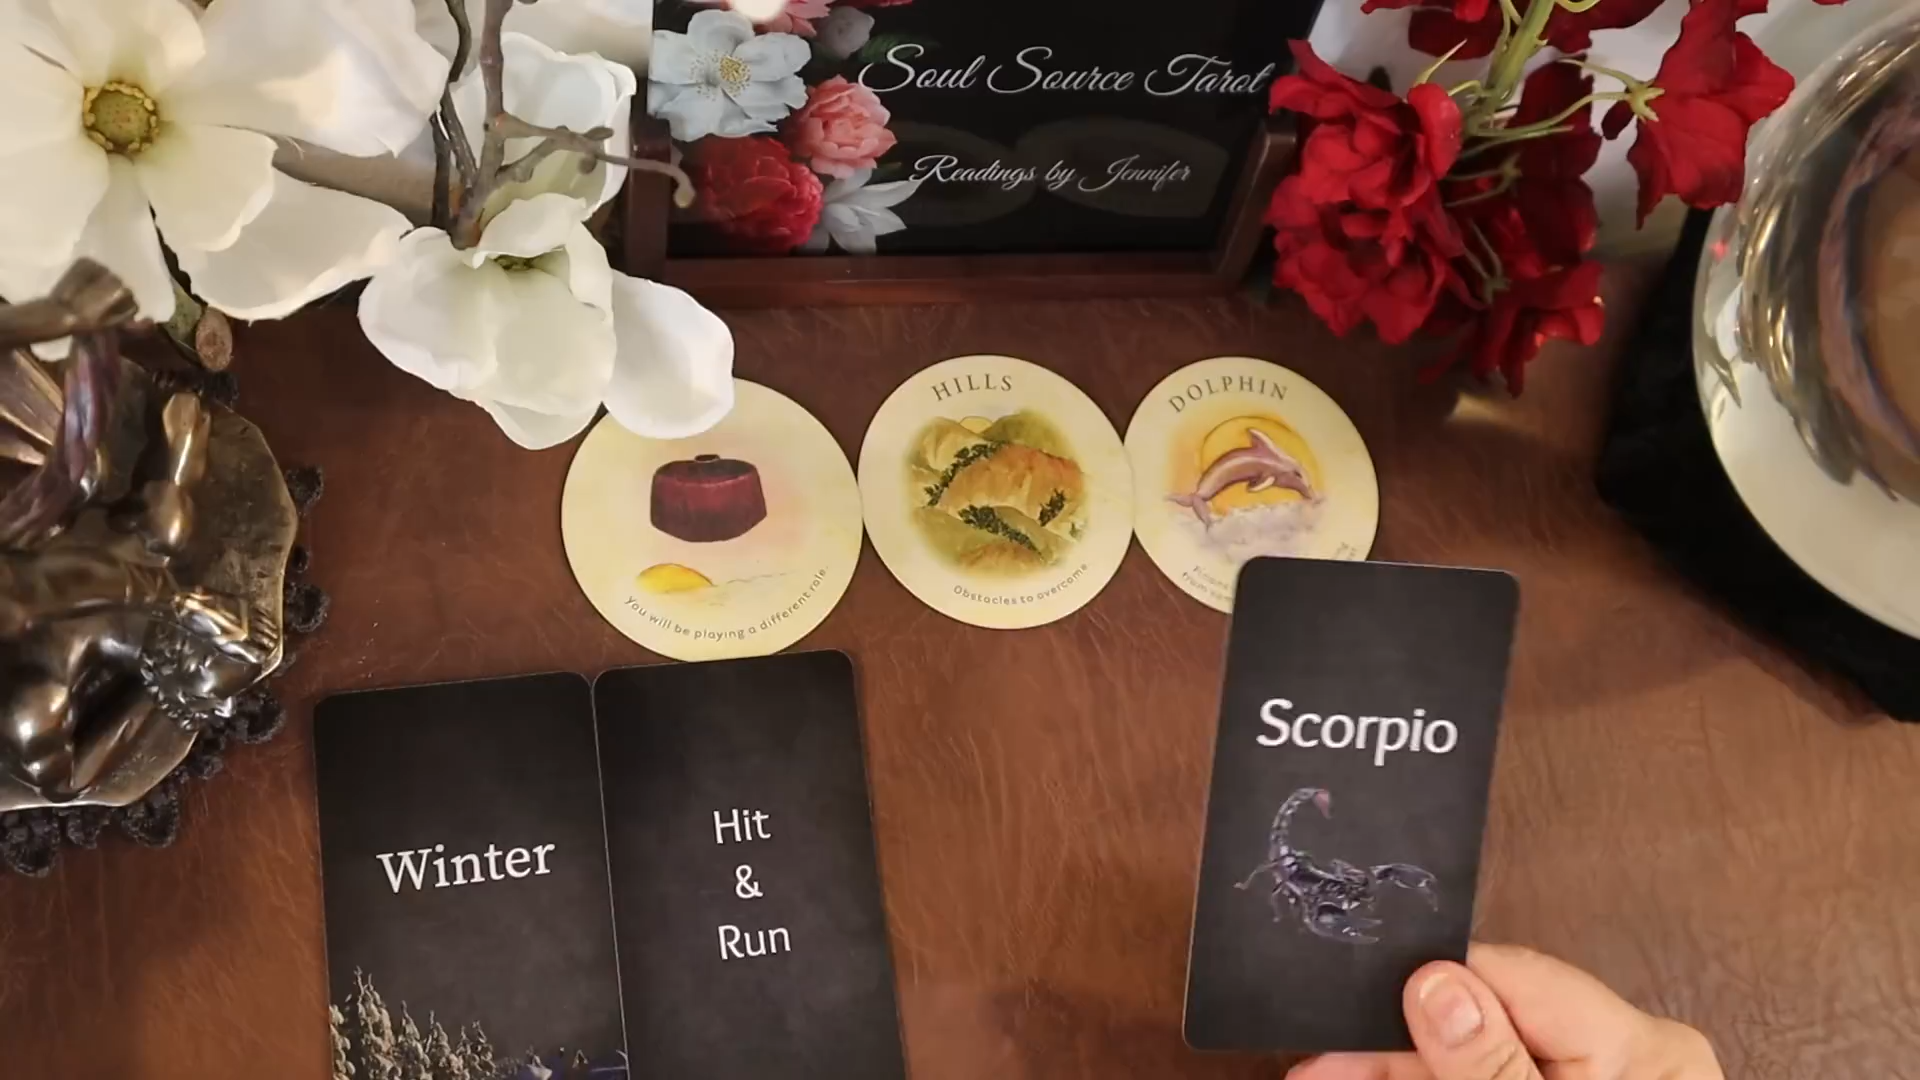 Soul Source Tarot
Readings by Jennifer
You will be playing a different role.
HILLS
Obstacles to overcome.
DOLPHIN
Winter
Hit
&
Run
Scorpio